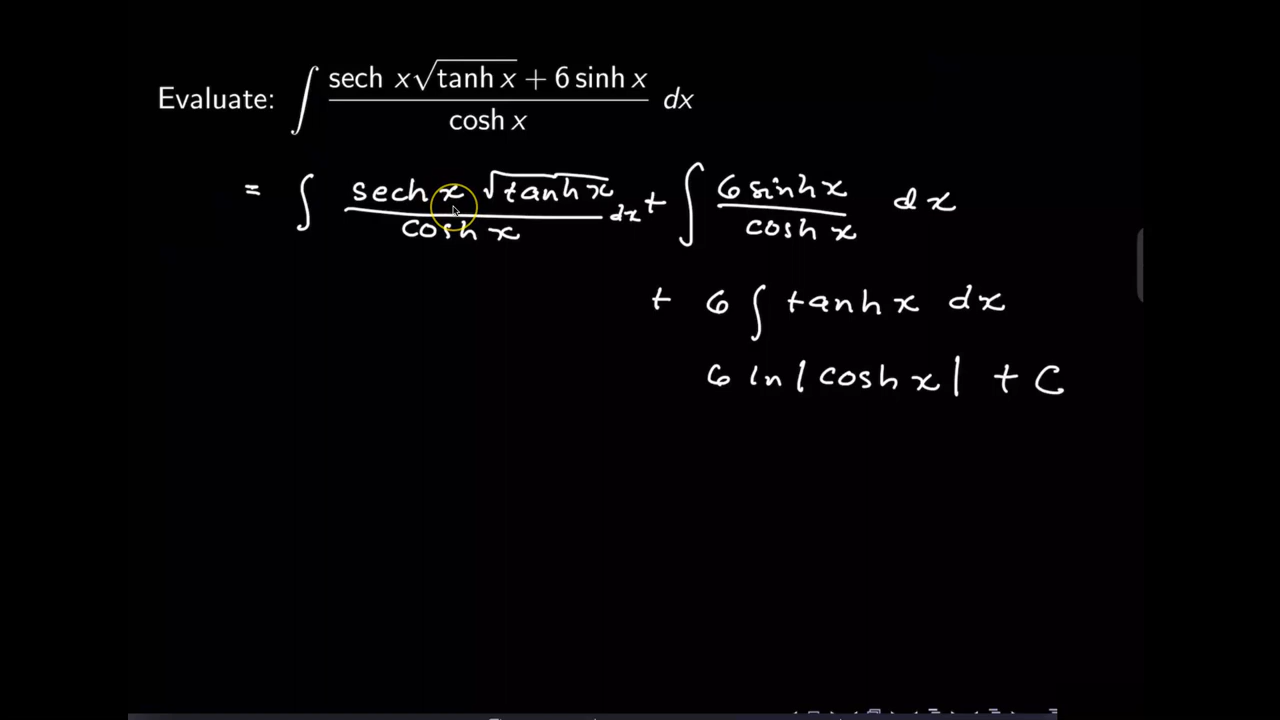 Evaluate: ∫ (sech x√(tanh x) + 6 sinh x) / (cosh x) dx
= ∫ (sech x √(tanh x)) / (cosh x) dx + ∫ (6 sinh x) / (cosh x) dx
+ 6 ∫ tanh x dx
6 ln |cosh x| + C